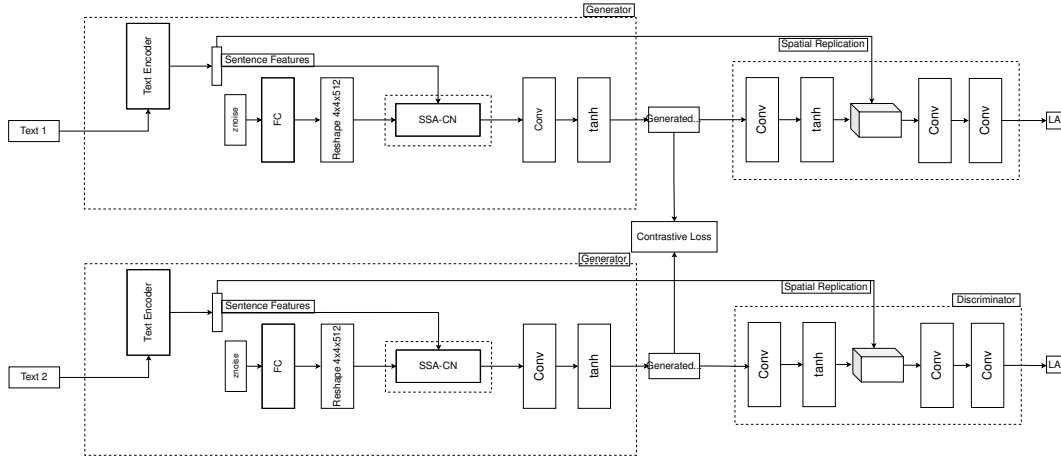 Generator
Text Encoder
Spatial Replication
Sentence Features
znoise
FC
Reshape 4x4x512
SSA-CN
Conv
tanh
Generated...
Conv
tanh
Conv
Conv
LA
Text 1
Contrastive Loss
Generator
Text Encoder
Spatial Replication
Discriminator
Sentence Features
znoise
FC
Reshape 4x4x512
SSA-CN
Conv
tanh
Generated...
Conv
tanh
Conv
Conv
LA
Text 2